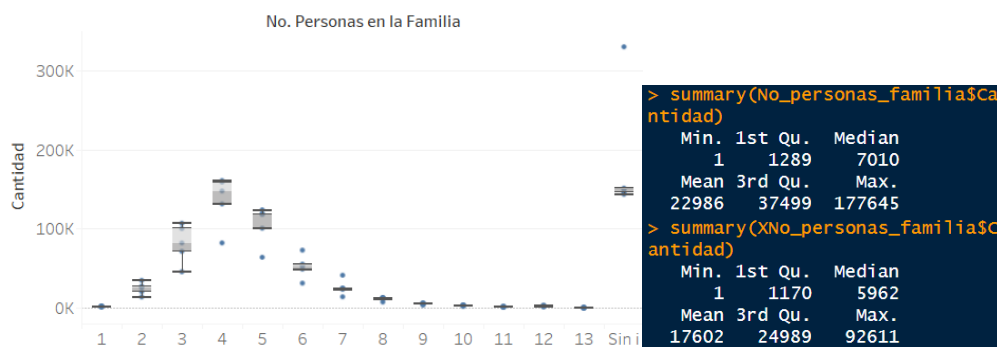 No. Personas en la Familia
Cantidad
300K
200K
100K
0K
1 2 3 4 5 6 7 8 9 10 11 12 13 Sin i
> summary(No_personas_familia$Ca
ntidad)
Min. 1st Qu. Median
1 1289 7010
Mean 3rd Qu. Max.
22986 37499 177645
> summary(XNo_personas_familia$C
antidad)
Min. 1st Qu. Median
1 1170 5962
Mean 3rd Qu. Max.
17602 24989 92611